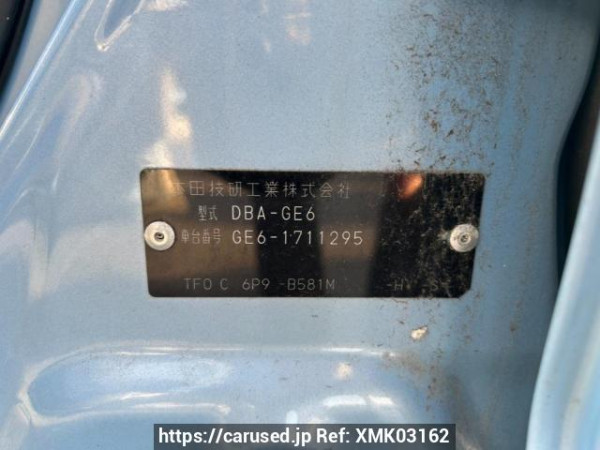 本田技研工業株式会社
型式 DBA-GE6
車台番号 GE6-1711295
TF0 C 6P9 -B581M -H -S-
https://carused.jp Ref: XMK03162